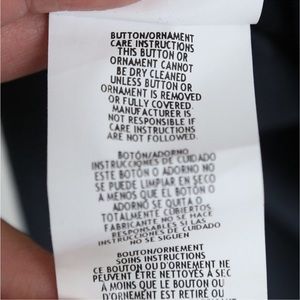 BUTTON/ORNAMENT
CARE INSTRUCTIONS
THIS BUTTON OR
ORNAMENT CANNOT
BE DRY CLEANED
UNLESS BUTTON OR
ORNAMENT IS REMOVED
OR FULLY COVERED.
MANUFACTURER IS
NOT RESPONSIBLE IF
CARE INSTRUCTIONS
ARE NOT FOLLOWED.
BOTÓN/ADORNO
INSTRUCCIONES DE CUIDADO
ESTE BOTÓN O ADORNO NO
SE PUEDE LIMPIAR EN SECO
A MENOS QUE EL BOTÓN O
ADORNO SE QUITA O
TOTALMENTE CUBIERTOS.
FABRICANTE NO SE HACE
RESPONSABLES SI LAS
INSTRUCCIONES DE CUIDADO
NO SE SIGUEN
BOUTON/ORNEMENT
SOINS INSTRUCTIONS
CE BOUTON OU D'ORNEMENT NE
PEUVENT ÊTRE NETTOYÉS À SEC
À MOINS QUE LE BOUTON OU
D'ORNEMENT EST RETIRÉ OU